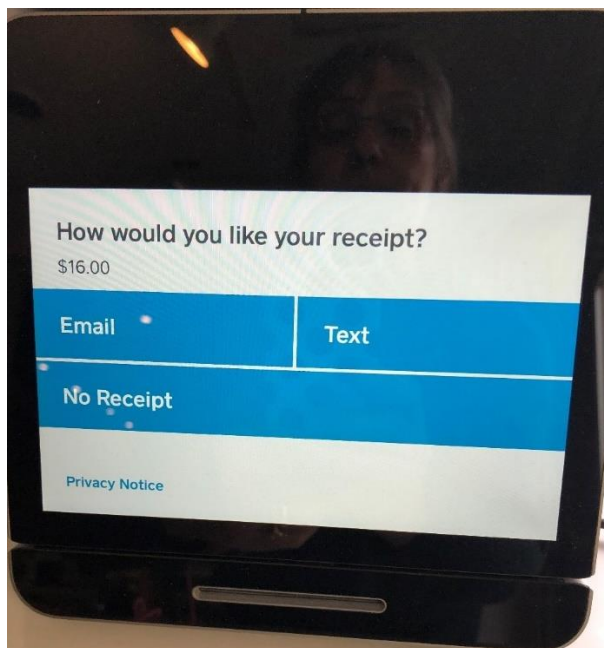 How would you like your receipt?
$16.00
Email
Text
No Receipt
Privacy Notice